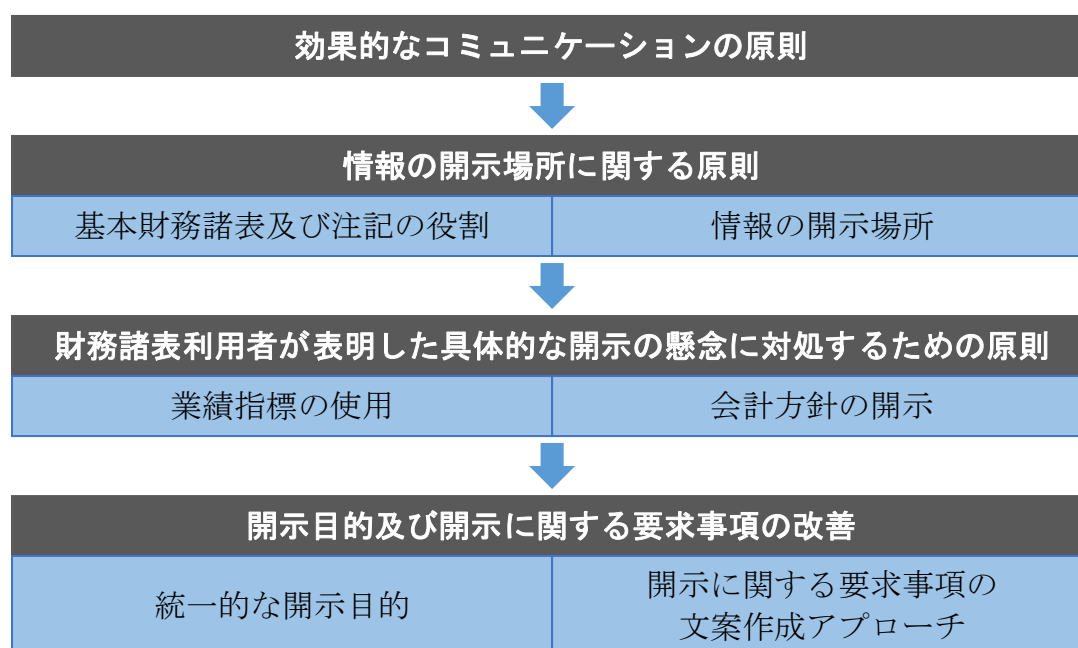 効果的なコミュニケーションの原則
情報の開示場所に関する原則
基本財務諸表及び注記の役割
情報の開示場所
財務諸表利用者が表明した具体的な開示の懸念に対処するための原則
業績指標の使用
会計方針の開示
開示目的及び開示に関する要求事項の改善
統一的な開示目的
開示に関する要求事項の
文案作成アプローチ